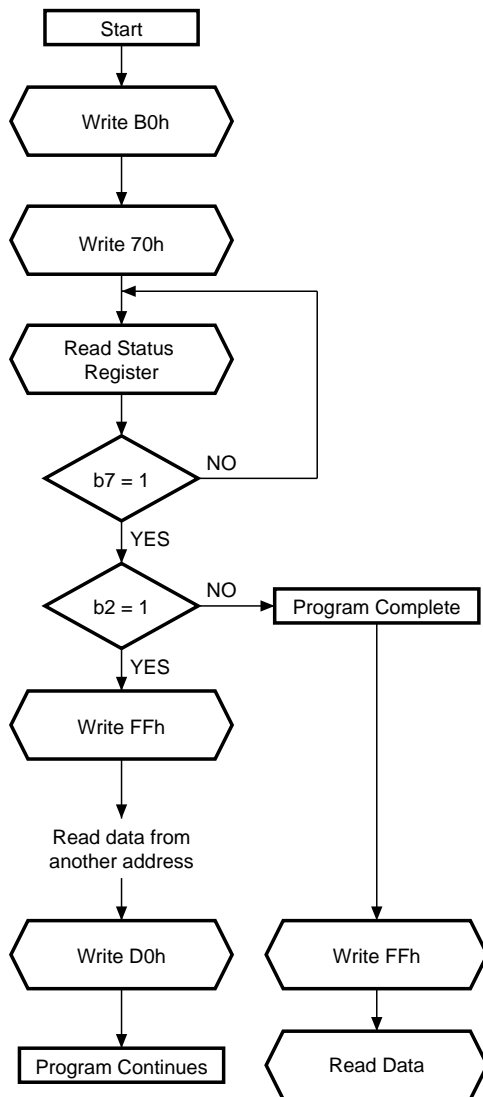 Start
Write B0h
Write 70h
Read Status
Register
NO
b7 = 1
YES
NO
b2 = 1
Program Complete
YES
Write FFh
Read data from
another address
Write D0h
Write FFh
Program Continues
Read Data